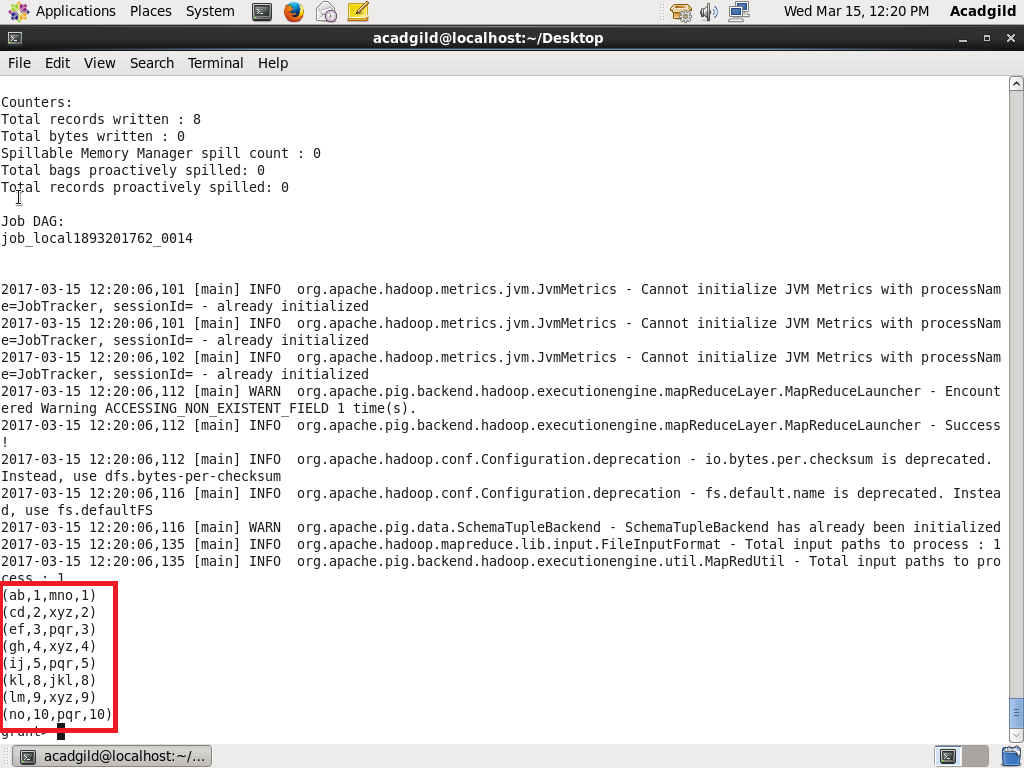 Applications Places System Wed Mar 15, 12:20 PM Acadgild
acadgild@localhost:~/Desktop
File Edit View Search Terminal Help
Counters:
Total records written : 8
Total bytes written : 0
Spillable Memory Manager spill count : 0
Total bags proactively spilled: 0
Total records proactively spilled: 0
Job DAG:
job_local1893201762_0014
2017-03-15 12:20:06,101 [main] INFO  org.apache.hadoop.metrics.jvm.JvmMetrics - Cannot initialize JVM Metrics with processNam
e=JobTracker, sessionId= - already initialized
2017-03-15 12:20:06,101 [main] INFO  org.apache.hadoop.metrics.jvm.JvmMetrics - Cannot initialize JVM Metrics with processNam
e=JobTracker, sessionId= - already initialized
2017-03-15 12:20:06,102 [main] INFO  org.apache.hadoop.metrics.jvm.JvmMetrics - Cannot initialize JVM Metrics with processNam
e=JobTracker, sessionId= - already initialized
2017-03-15 12:20:06,112 [main] WARN  org.apache.pig.backend.hadoop.executionengine.mapReduceLayer.MapReduceLauncher - Encount
ered Warning ACCESSING_NON_EXISTENT_FIELD 1 time(s).
2017-03-15 12:20:06,112 [main] INFO  org.apache.pig.backend.hadoop.executionengine.mapReduceLayer.MapReduceLauncher - Success
!
2017-03-15 12:20:06,112 [main] INFO  org.apache.hadoop.conf.Configuration.deprecation - io.bytes.per.checksum is deprecated.
Instead, use dfs.bytes-per-checksum
2017-03-15 12:20:06,116 [main] INFO  org.apache.hadoop.conf.Configuration.deprecation - fs.default.name is deprecated. Instea
d, use fs.defaultFS
2017-03-15 12:20:06,116 [main] WARN  org.apache.pig.data.SchemaTupleBackend - SchemaTupleBackend has already been initialized
2017-03-15 12:20:06,135 [main] INFO  org.apache.hadoop.mapreduce.lib.input.FileInputFormat - Total input paths to process : 1
2017-03-15 12:20:06,135 [main] INFO  org.apache.pig.backend.hadoop.executionengine.util.MapRedUtil - Total input paths to pro
cess : 1
(ab,1,mno,1)
(cd,2,xyz,2)
(ef,3,pqr,3)
(gh,4,xyz,4)
(ij,5,pqr,5)
(kl,8,jkl,8)
(lm,9,xyz,9)
(no,10,pqr,10)
grunt>
acadgild@localhost:~/...